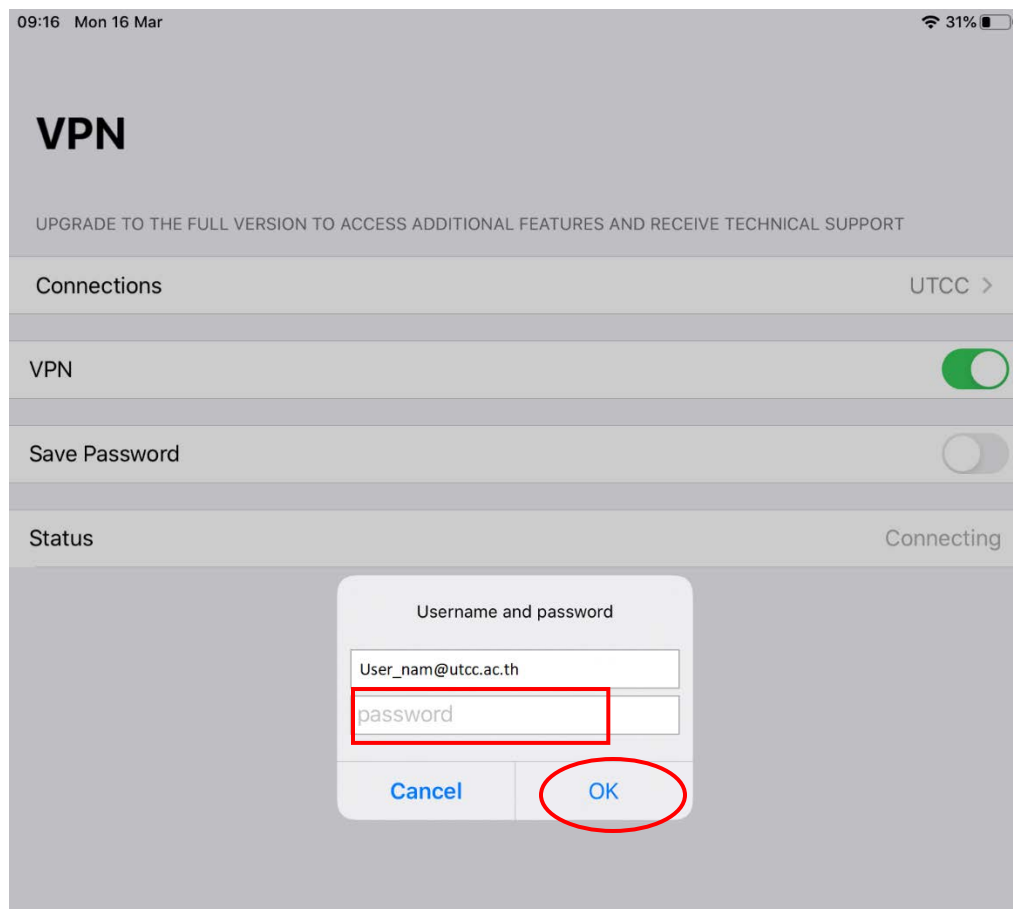 09:16 Mon 16 Mar 31%
VPN
UPGRADE TO THE FULL VERSION TO ACCESS ADDITIONAL FEATURES AND RECEIVE TECHNICAL SUPPORT
Connections UTCC
VPN
Save Password
Status Connecting
Username and password
User_nam@utcc.ac.th
password
Cancel OK